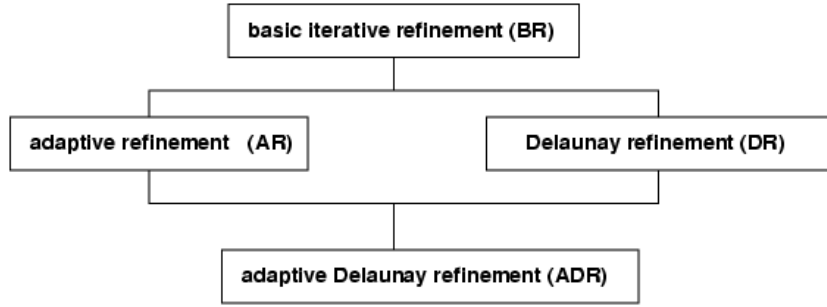 basic iterative refinement (BR)
adaptive refinement (AR)
Delaunay refinement (DR)
adaptive Delaunay refinement (ADR)